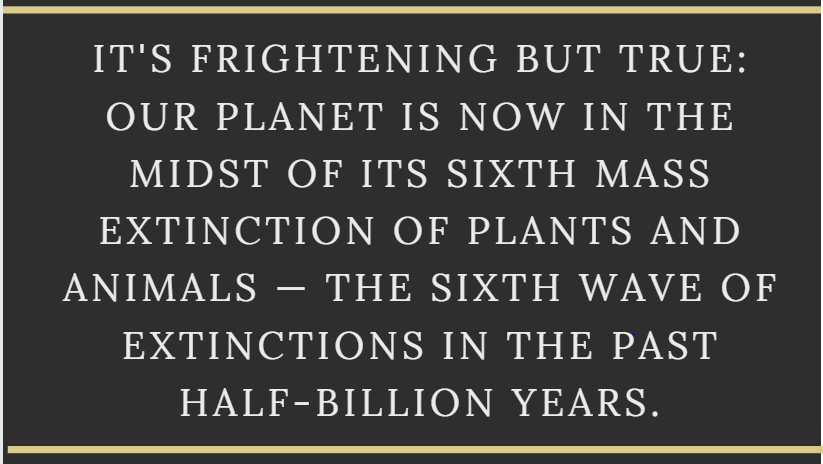 IT'S FRIGHTENING BUT TRUE:
OUR PLANET IS NOW IN THE
MIDST OF ITS SIXTH MASS
EXTINCTION OF PLANTS AND
ANIMALS — THE SIXTH WAVE OF
EXTINCTIONS IN THE PAST
HALF-BILLION YEARS.